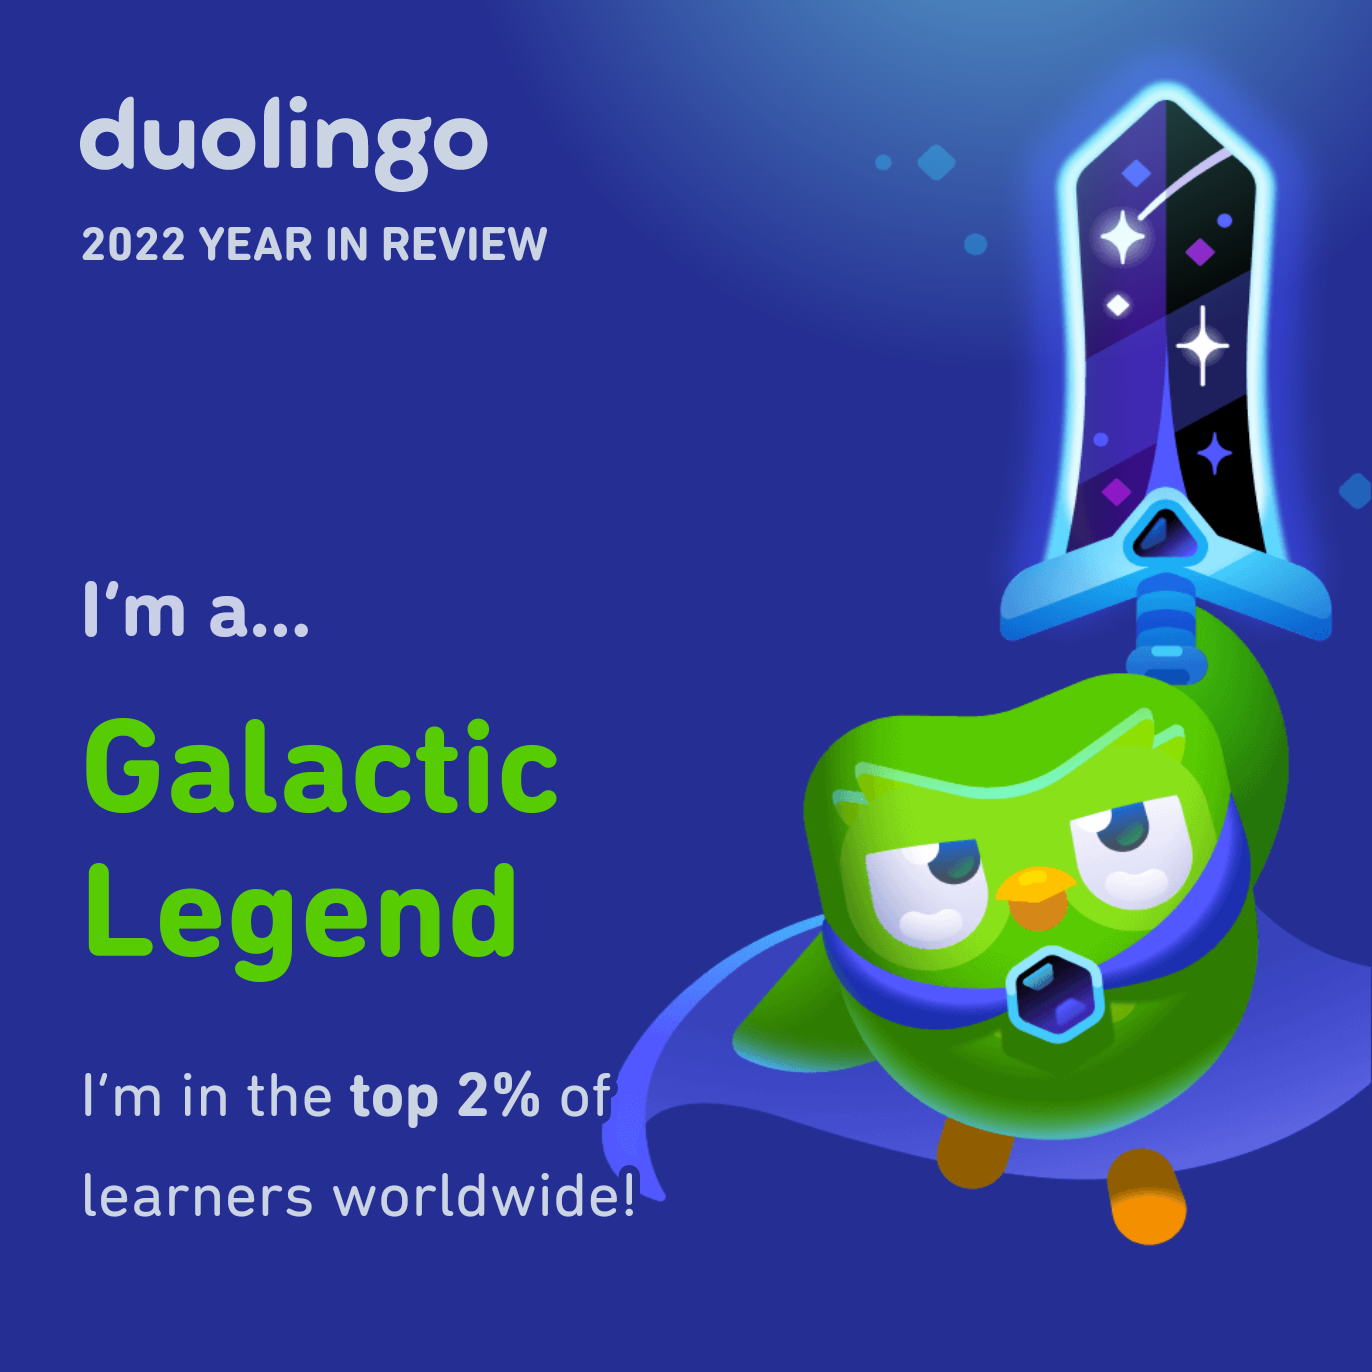 duolingo
2022 YEAR IN REVIEW
I’m a...
Galactic
Legend
I’m in the top 2% of
learners worldwide!